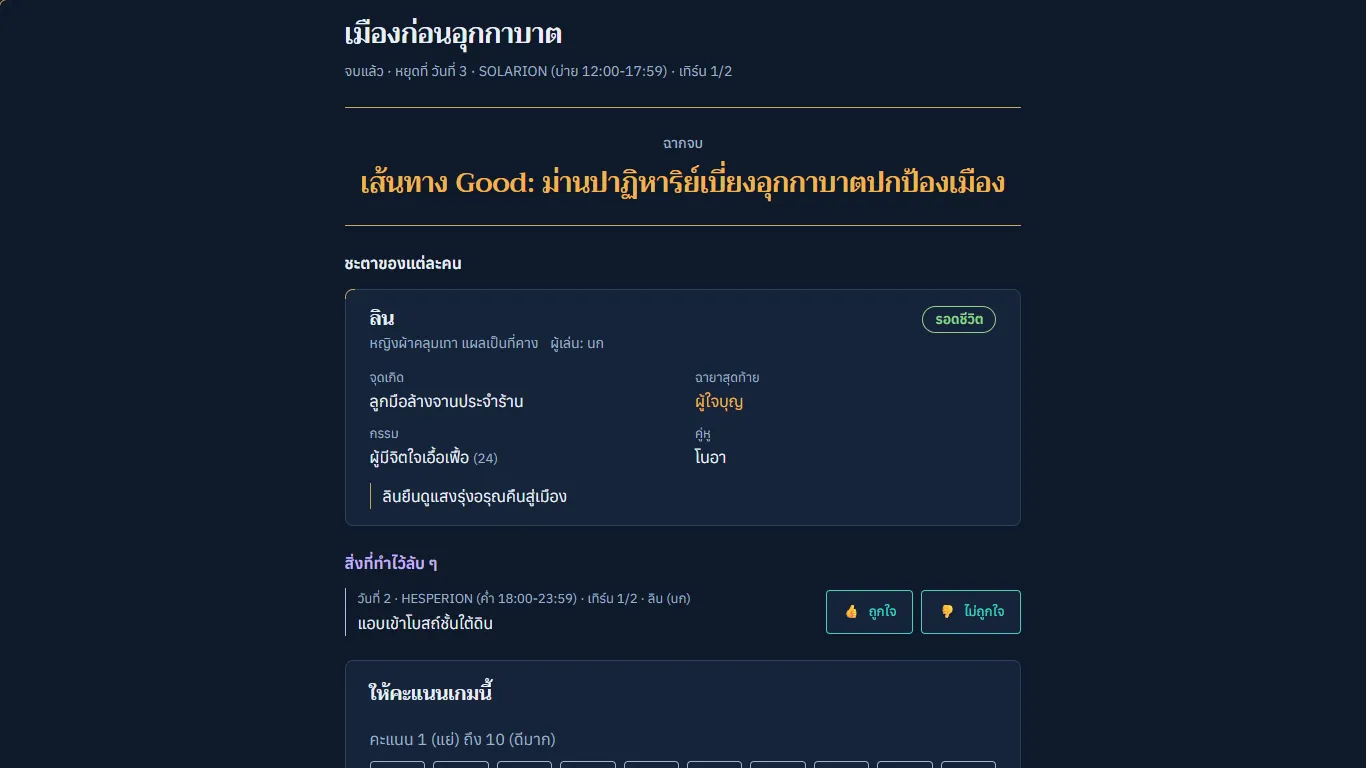 เมืองก่อนอุกกาบาต
จบแล้ว · หยุดที่ วันที่ 3 · SOLARION (บ่าย 12:00-17:59) · เทิร์น 1/2
ฉากจบ
เส้นทาง Good: ม่านปาฏิหาริย์เบี่ยงอุกกาบาตปกป้องเมือง
ชะตาของแต่ละคน
ลิน
รอดชีวิต
หญิงผ้าคลุมเทา แผลเป็นที่คาง ผู้เล่น: นก
จุดเกิด
ฉายาสุดท้าย
ลูกมือล้างจานประจำร้าน
ผู้ใจบุญ
กรรม
คู่หู
ผู้มีจิตใจเอื้อเฟื้อ (24)
โนอา
ลินยืนดูแสงรุ่งอรุณคืนสู่เมือง
สิ่งที่ทำไว้ลับ ๆ
วันที่ 2 · HESPERION (ค่ำ 18:00-23:59) · เทิร์น 1/2 · ลิน (นก)
แอบเข้าโบสถ์ชั้นใต้ดิน
👍 ถูกใจ
👎 ไม่ถูกใจ
ให้คะแนนเกมนี้
คะแนน 1 (แย่) ถึง 10 (ดีมาก)